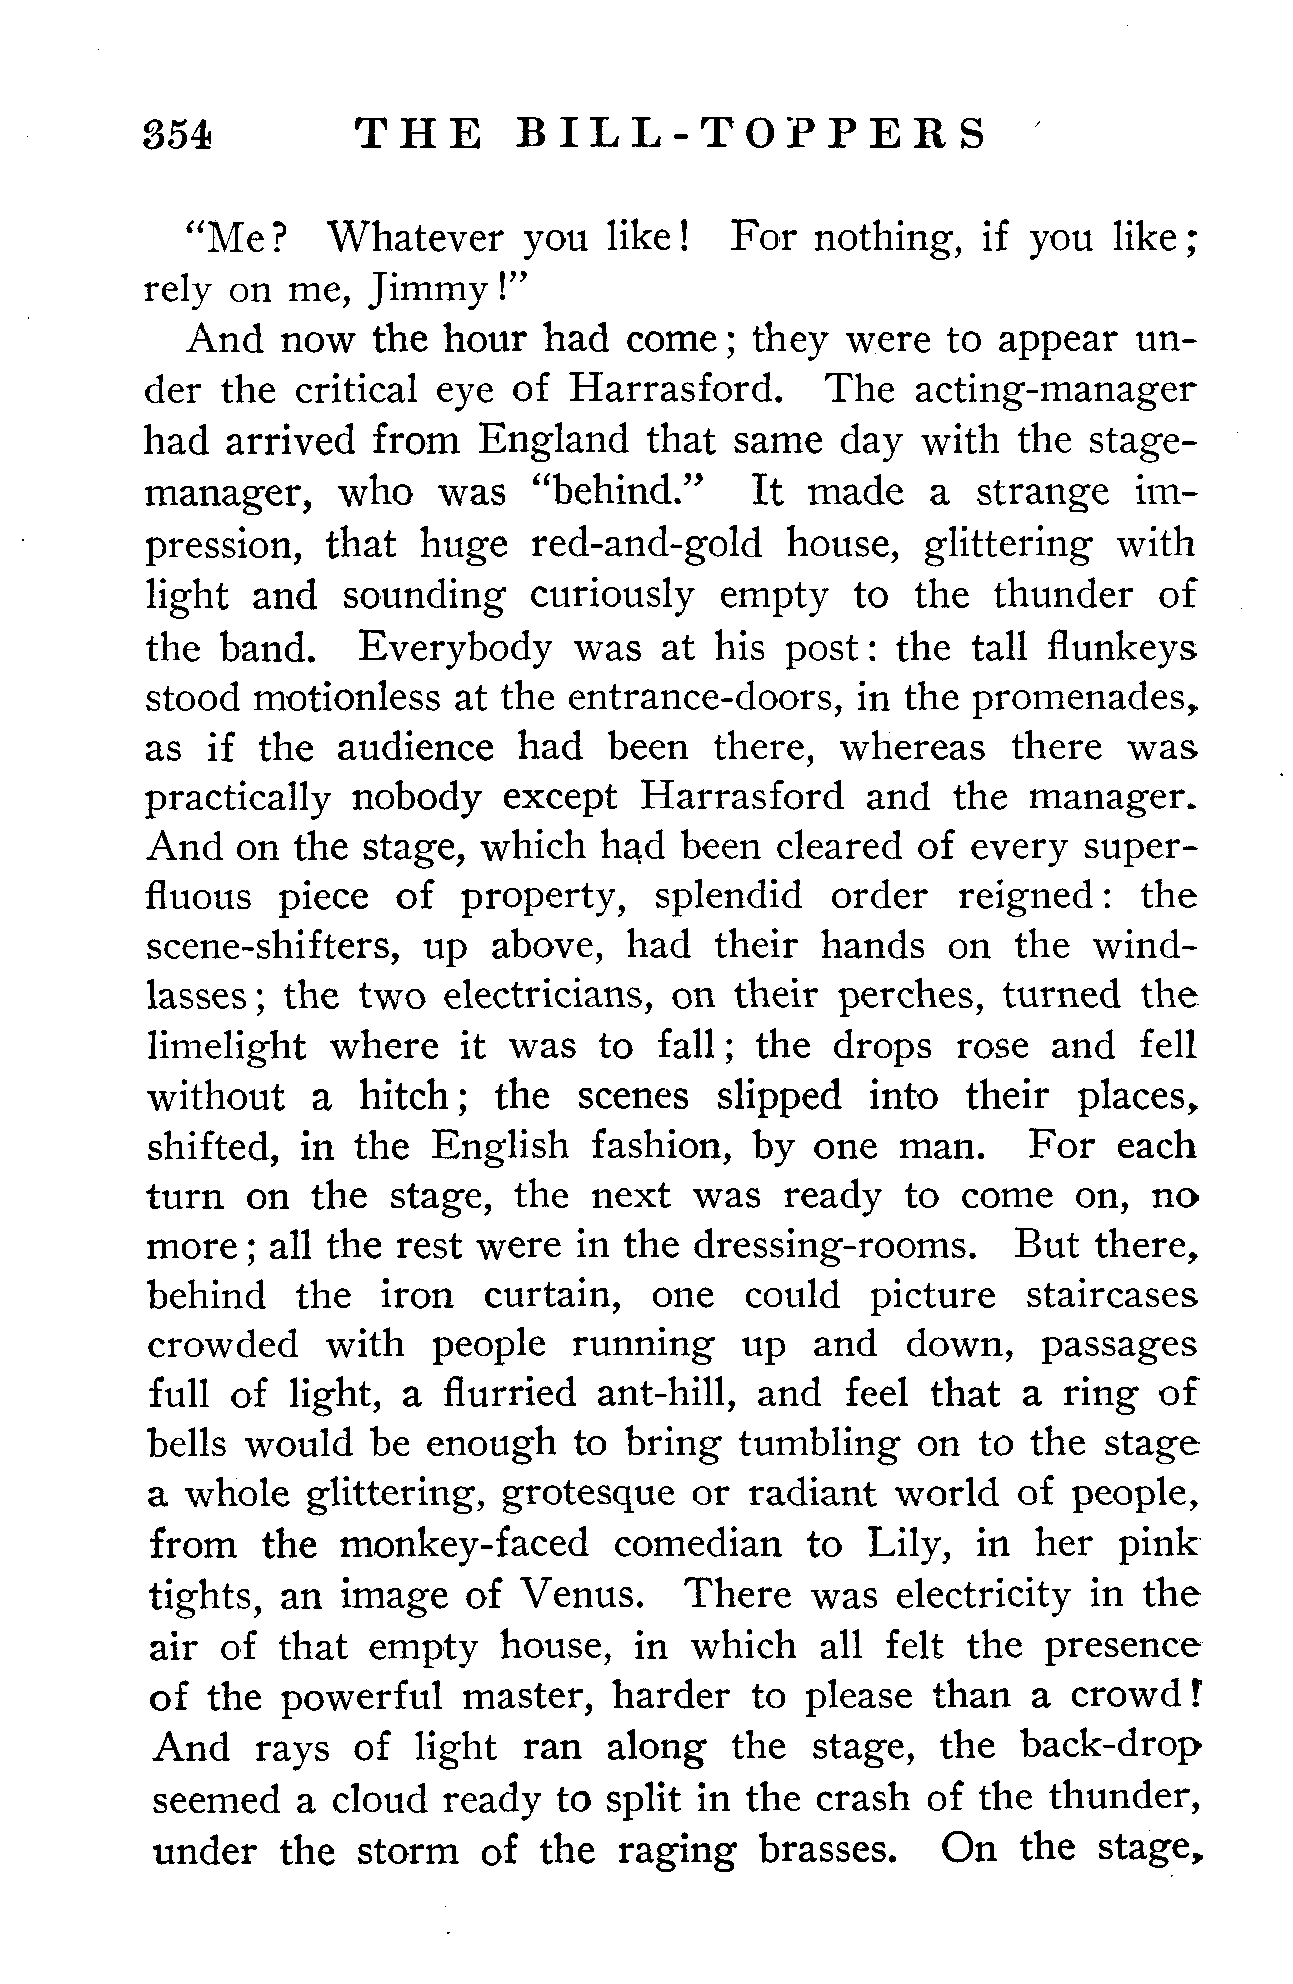 354 THE BILL-TOPPERS
"Me? Whatever you like! For nothing, if you like;
rely on me, Jimmy!"
And now the hour had come; they were to appear un-
der the critical eye of Harrasford. The acting-manager
had arrived from England that same day with the stage-
manager, who was "behind." It made a strange im-
pression, that huge red-and-gold house, glittering with
light and sounding curiously empty to the thunder of
the band. Everybody was at his post: the tall flunkeys
stood motionless at the entrance-doors, in the promenades,
as if the audience had been there, whereas there was
practically nobody except Harrasford and the manager.
And on the stage, which had been cleared of every super-
fluous piece of property, splendid order reigned: the
scene-shifters, up above, had their hands on the wind-
lasses; the two electricians, on their perches, turned the
limelight where it was to fall; the drops rose and fell
without a hitch; the scenes slipped into their places,
shifted, in the English fashion, by one man. For each
turn on the stage, the next was ready to come on, no
more; all the rest were in the dressing-rooms. But there,
behind the iron curtain, one could picture staircases
crowded with people running up and down, passages
full of light, a flurried ant-hill, and feel that a ring of
bells would be enough to bring tumbling on to the stage
a whole glittering, grotesque or radiant world of people,
from the monkey-faced comedian to Lily, in her pink
tights, an image of Venus. There was electricity in the
air of that empty house, in which all felt the presence
of the powerful master, harder to please than a crowd!
And rays of light ran along the stage, the back-drop
seemed a cloud ready to split in the crash of the thunder,
under the storm of the raging brasses. On the stage,